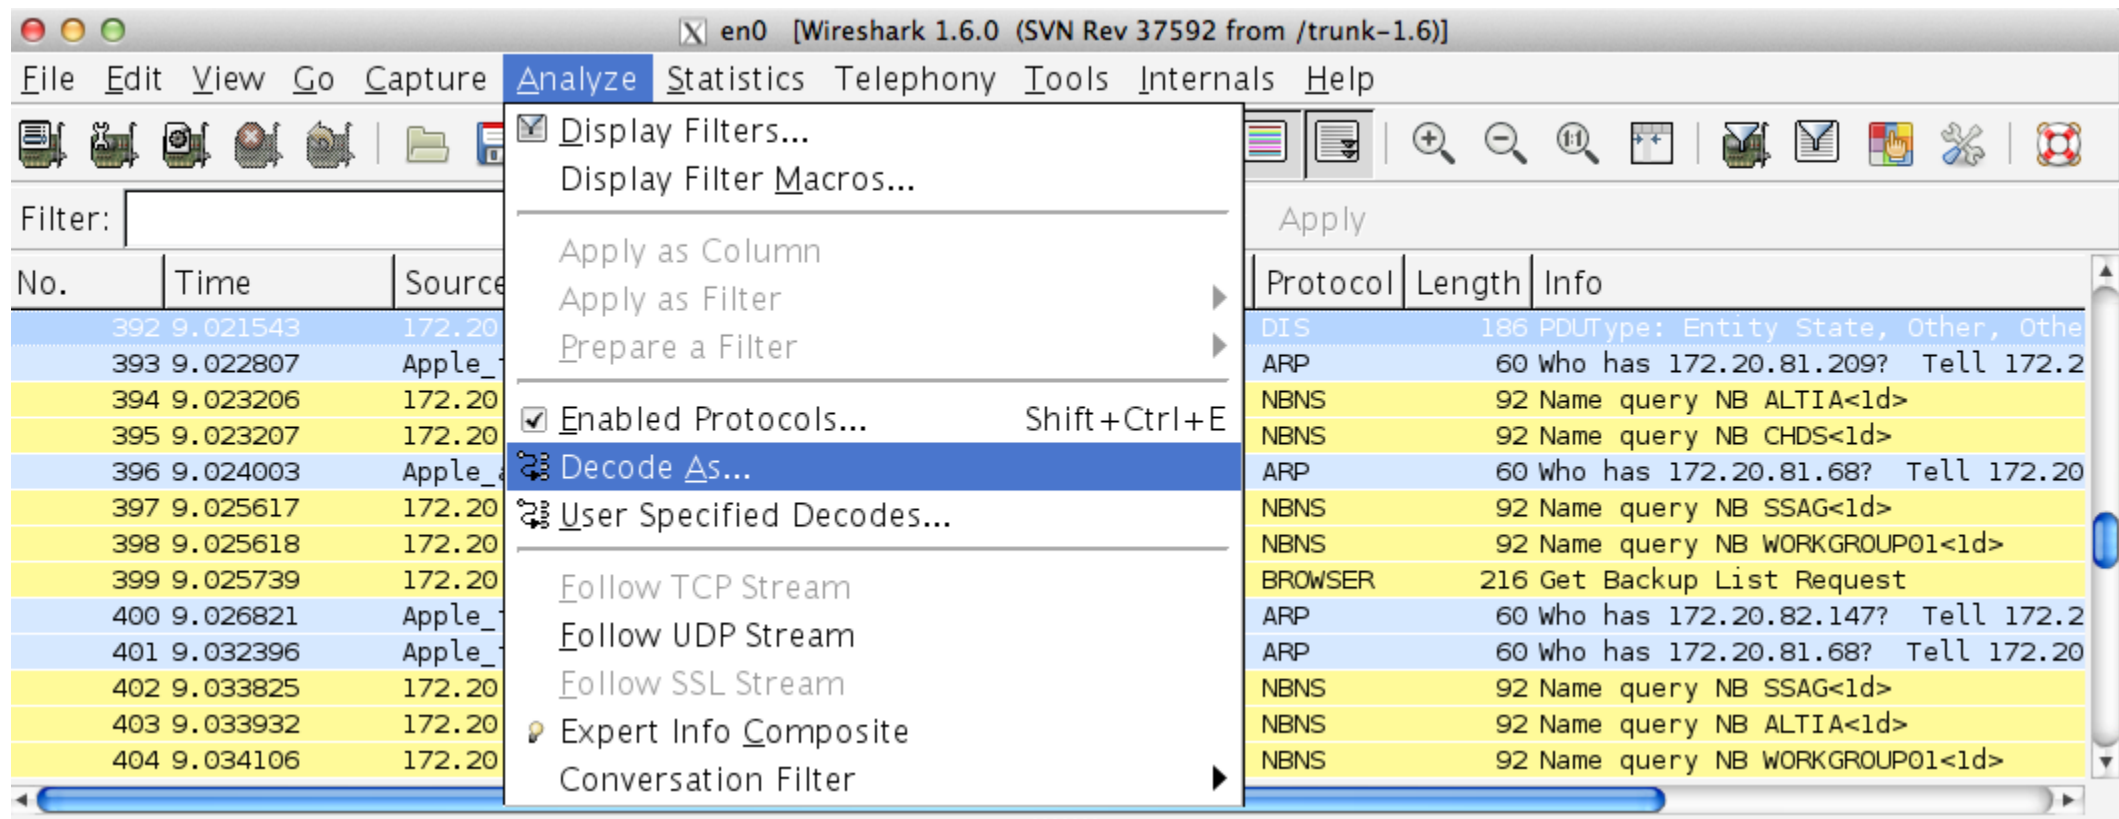 en0 [Wireshark 1.6.0 (SVN Rev 37592 from /trunk-1.6)]
File Edit View Go Capture Analyze Statistics Telephony Tools Internals Help
Display Filters...
Display Filter Macros...
Apply as Column
Apply as Filter
Prepare a Filter
Enabled Protocols... Shift+Ctrl+E
Decode As...
User Specified Decodes...
Follow TCP Stream
Follow UDP Stream
Follow SSL Stream
Expert Info Composite
Conversation Filter
Filter: Apply
No. Time Source Protocol Length Info
392 9.021543 172.20 DIS 186 PDUType: Entity State, Other, Othe
393 9.022807 Apple_ ARP 60 Who has 172.20.81.209? Tell 172.2
394 9.023206 172.20 NBNS 92 Name query NB ALTIA<1d>
395 9.023207 172.20 NBNS 92 Name query NB CHDS<1d>
396 9.024003 Apple_a ARP 60 Who has 172.20.81.68? Tell 172.20
397 9.025617 172.20 NBNS 92 Name query NB SSAG<1d>
398 9.025618 172.20 NBNS 92 Name query NB WORKGROUP01<1d>
399 9.025739 172.20 BROWSER 216 Get Backup List Request
400 9.026821 Apple_ ARP 60 Who has 172.20.82.147? Tell 172.2
401 9.032396 Apple_ ARP 60 Who has 172.20.81.68? Tell 172.20
402 9.033825 172.20 NBNS 92 Name query NB SSAG<1d>
403 9.033932 172.20 NBNS 92 Name query NB ALTIA<1d>
404 9.034106 172.20 NBNS 92 Name query NB WORKGROUP01<1d>